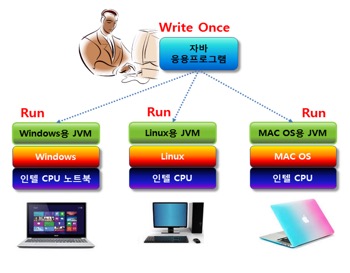 Write Once
자바
응용프로그램
Run
Run
Run
Windows용 JVM
Linux용 JVM
MAC OS용 JVM
Windows
Linux
MAC OS
인텔 CPU 노트북
인텔 CPU
인텔 CPU